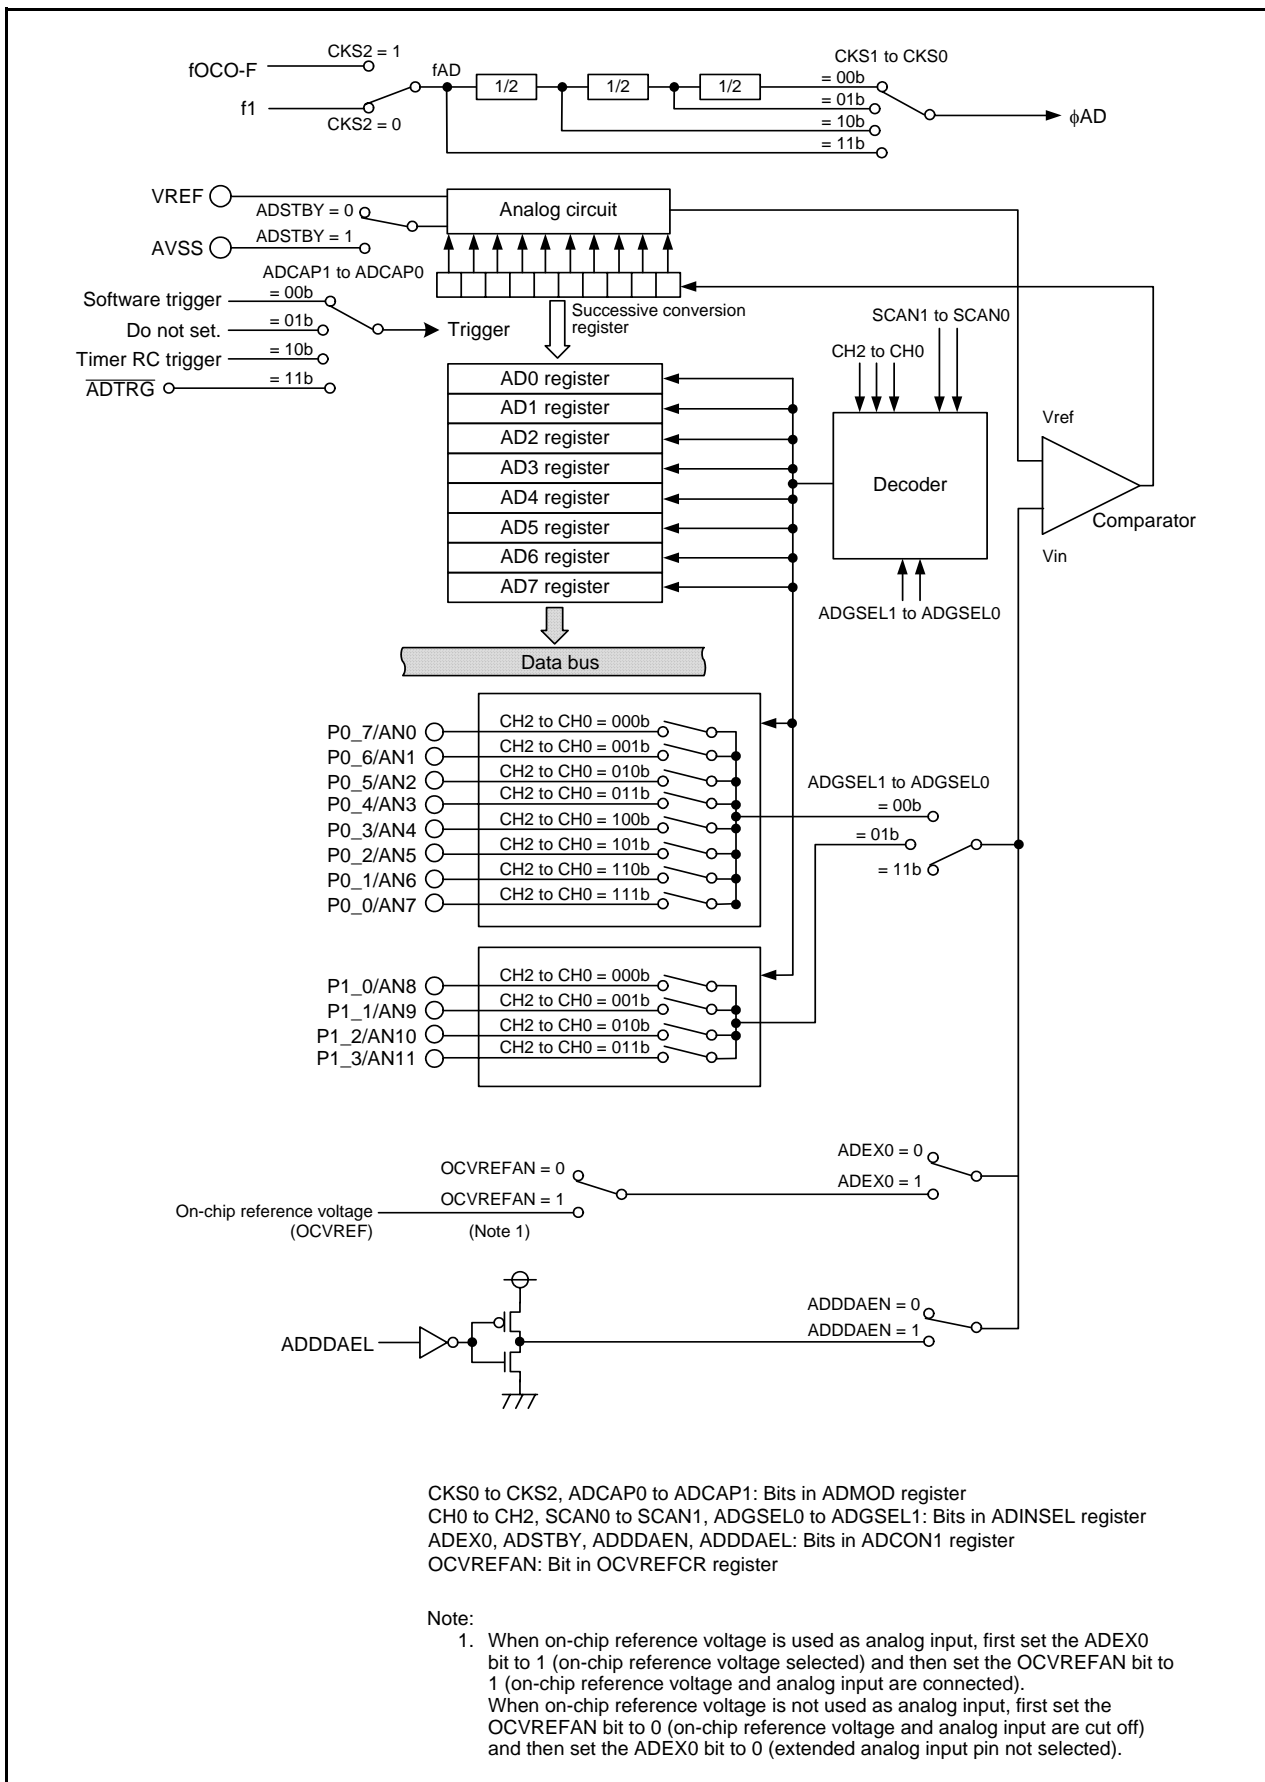 CKS2 = 1
fOCO-F
f1
CKS2 = 0
fAD
1/2
1/2
1/2
CKS1 to CKS0
= 00b
= 01b
= 10b
= 11b
ϕAD
VREF
ADSTBY = 0
Analog circuit
AVSS
ADSTBY = 1
ADCAP1 to ADCAP0
Software trigger
= 00b
Do not set.
= 01b
Timer RC trigger
= 10b
ADTRG
= 11b
Trigger
Successive conversion
register
SCAN1 to SCAN0
CH2 to CH0
AD0 register
AD1 register
AD2 register
AD3 register
AD4 register
AD5 register
AD6 register
AD7 register
Decoder
Vref
Comparator
Vin
ADGSEL1 to ADGSEL0
Data bus
P0_7/AN0
CH2 to CH0 = 000b
P0_6/AN1
CH2 to CH0 = 001b
P0_5/AN2
CH2 to CH0 = 010b
P0_4/AN3
CH2 to CH0 = 011b
P0_3/AN4
CH2 to CH0 = 100b
P0_2/AN5
CH2 to CH0 = 101b
P0_1/AN6
CH2 to CH0 = 110b
P0_0/AN7
CH2 to CH0 = 111b
ADGSEL1 to ADGSEL0
= 00b
= 01b
= 11b
P1_0/AN8
CH2 to CH0 = 000b
P1_1/AN9
CH2 to CH0 = 001b
P1_2/AN10
CH2 to CH0 = 010b
P1_3/AN11
CH2 to CH0 = 011b
OCVREFAN = 0
OCVREFAN = 1
On-chip reference voltage
(OCVREF)
(Note 1)
ADEX0 = 0
ADEX0 = 1
ADDDAEL
ADDDAEN = 0
ADDDAEN = 1
CKS0 to CKS2, ADCAP0 to ADCAP1: Bits in ADMOD register
CH0 to CH2, SCAN0 to SCAN1, ADGSEL0 to ADGSEL1: Bits in ADINSEL register
ADEX0, ADSTBY, ADDDAEN, ADDDAEL: Bits in ADCON1 register
OCVREFAN: Bit in OCVREFCR register
Note:
1. When on-chip reference voltage is used as analog input, first set the ADEX0
bit to 1 (on-chip reference voltage selected) and then set the OCVREFAN bit to
1 (on-chip reference voltage and analog input are connected).
When on-chip reference voltage is not used as analog input, first set the
OCVREFAN bit to 0 (on-chip reference voltage and analog input are cut off)
and then set the ADEX0 bit to 0 (extended analog input pin not selected).